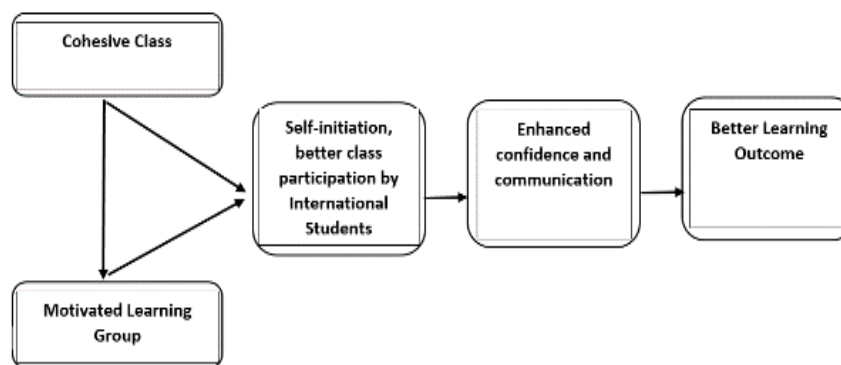 Cohesive Class
Self-initiation,
better class
participation by
International
Students
Enhanced
confidence and
communication
Better Learning
Outcome
Motivated Learning
Group